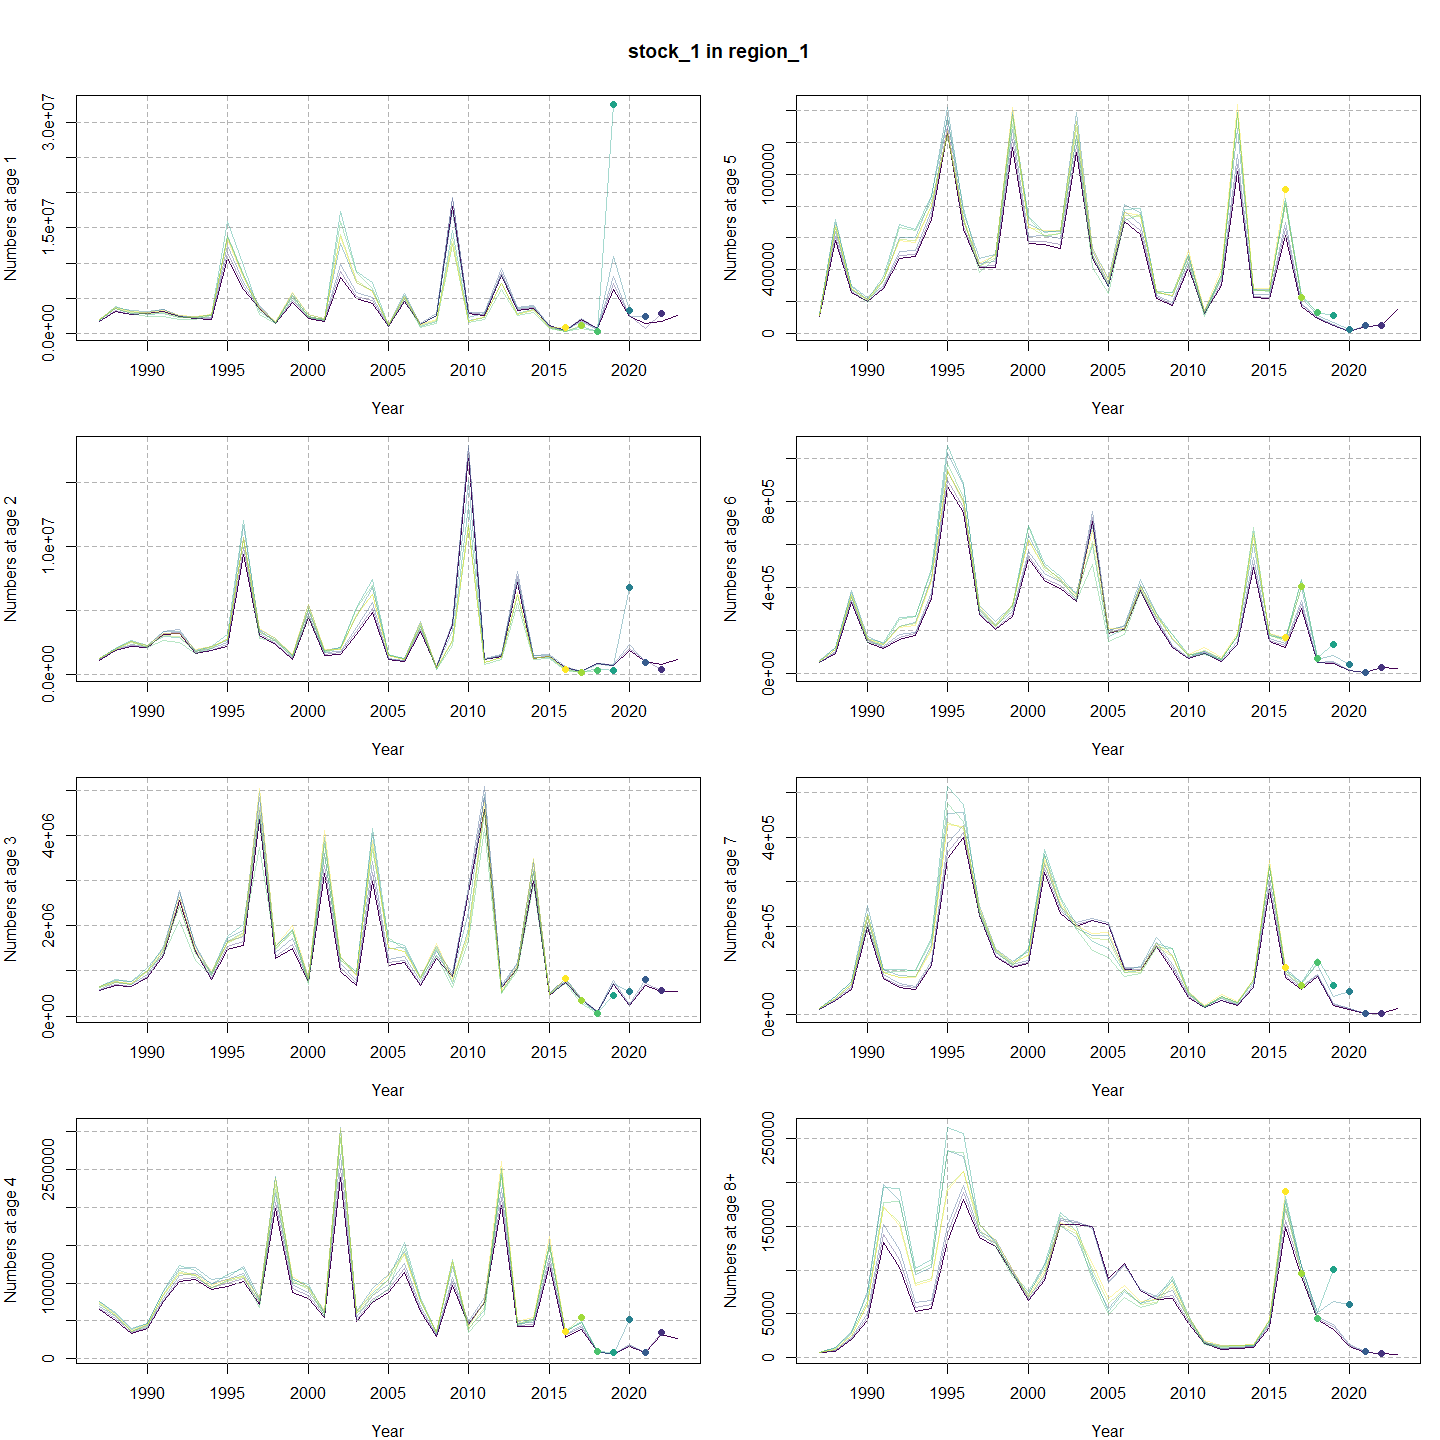 stock_1 in region_1
Numbers at age 1
0.0e+00 1.5e+07 3.0e+07
1990 1995 2000 2005 2010 2015 2020
Year
Numbers at age 5
0 400000 1000000
1990 1995 2000 2005 2010 2015 2020
Year
Numbers at age 2
0.0e+00 1.0e+07
1990 1995 2000 2005 2010 2015 2020
Year
Numbers at age 6
0e+00 4e+05 8e+05
1990 1995 2000 2005 2010 2015 2020
Year
Numbers at age 3
0e+00 2e+06 4e+06
1990 1995 2000 2005 2010 2015 2020
Year
Numbers at age 7
0e+00 2e+05 4e+05
1990 1995 2000 2005 2010 2015 2020
Year
Numbers at age 4
0 1000000 2500000
1990 1995 2000 2005 2010 2015 2020
Year
Numbers at age 8+
0 50000 150000 250000
1990 1995 2000 2005 2010 2015 2020
Year